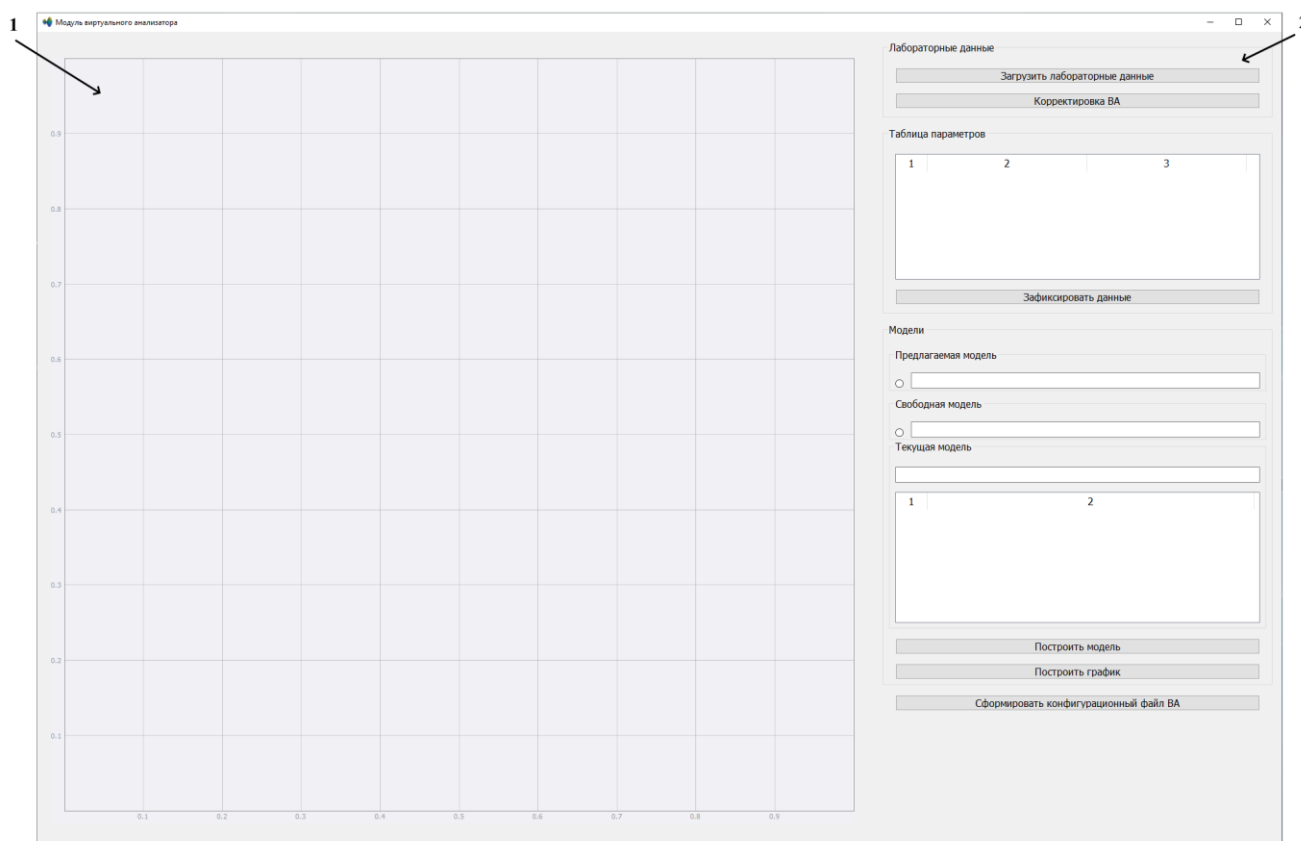 1
Модуль виртуального анализатора
2
Лабораторные данные
Загрузить лабораторные данные
Корректировка ВА
Таблица параметров
1 2 3
Зафиксировать данные
Модели
Предлагаемая модель
Свободная модель
Текущая модель
1 2
Построить модель
Построить график
Сформировать конфигурационный файл ВА
0.9
0.8
0.7
0.6
0.5
0.4
0.3
0.2
0.1
0.1 0.2 0.3 0.4 0.5 0.6 0.7 0.8 0.9